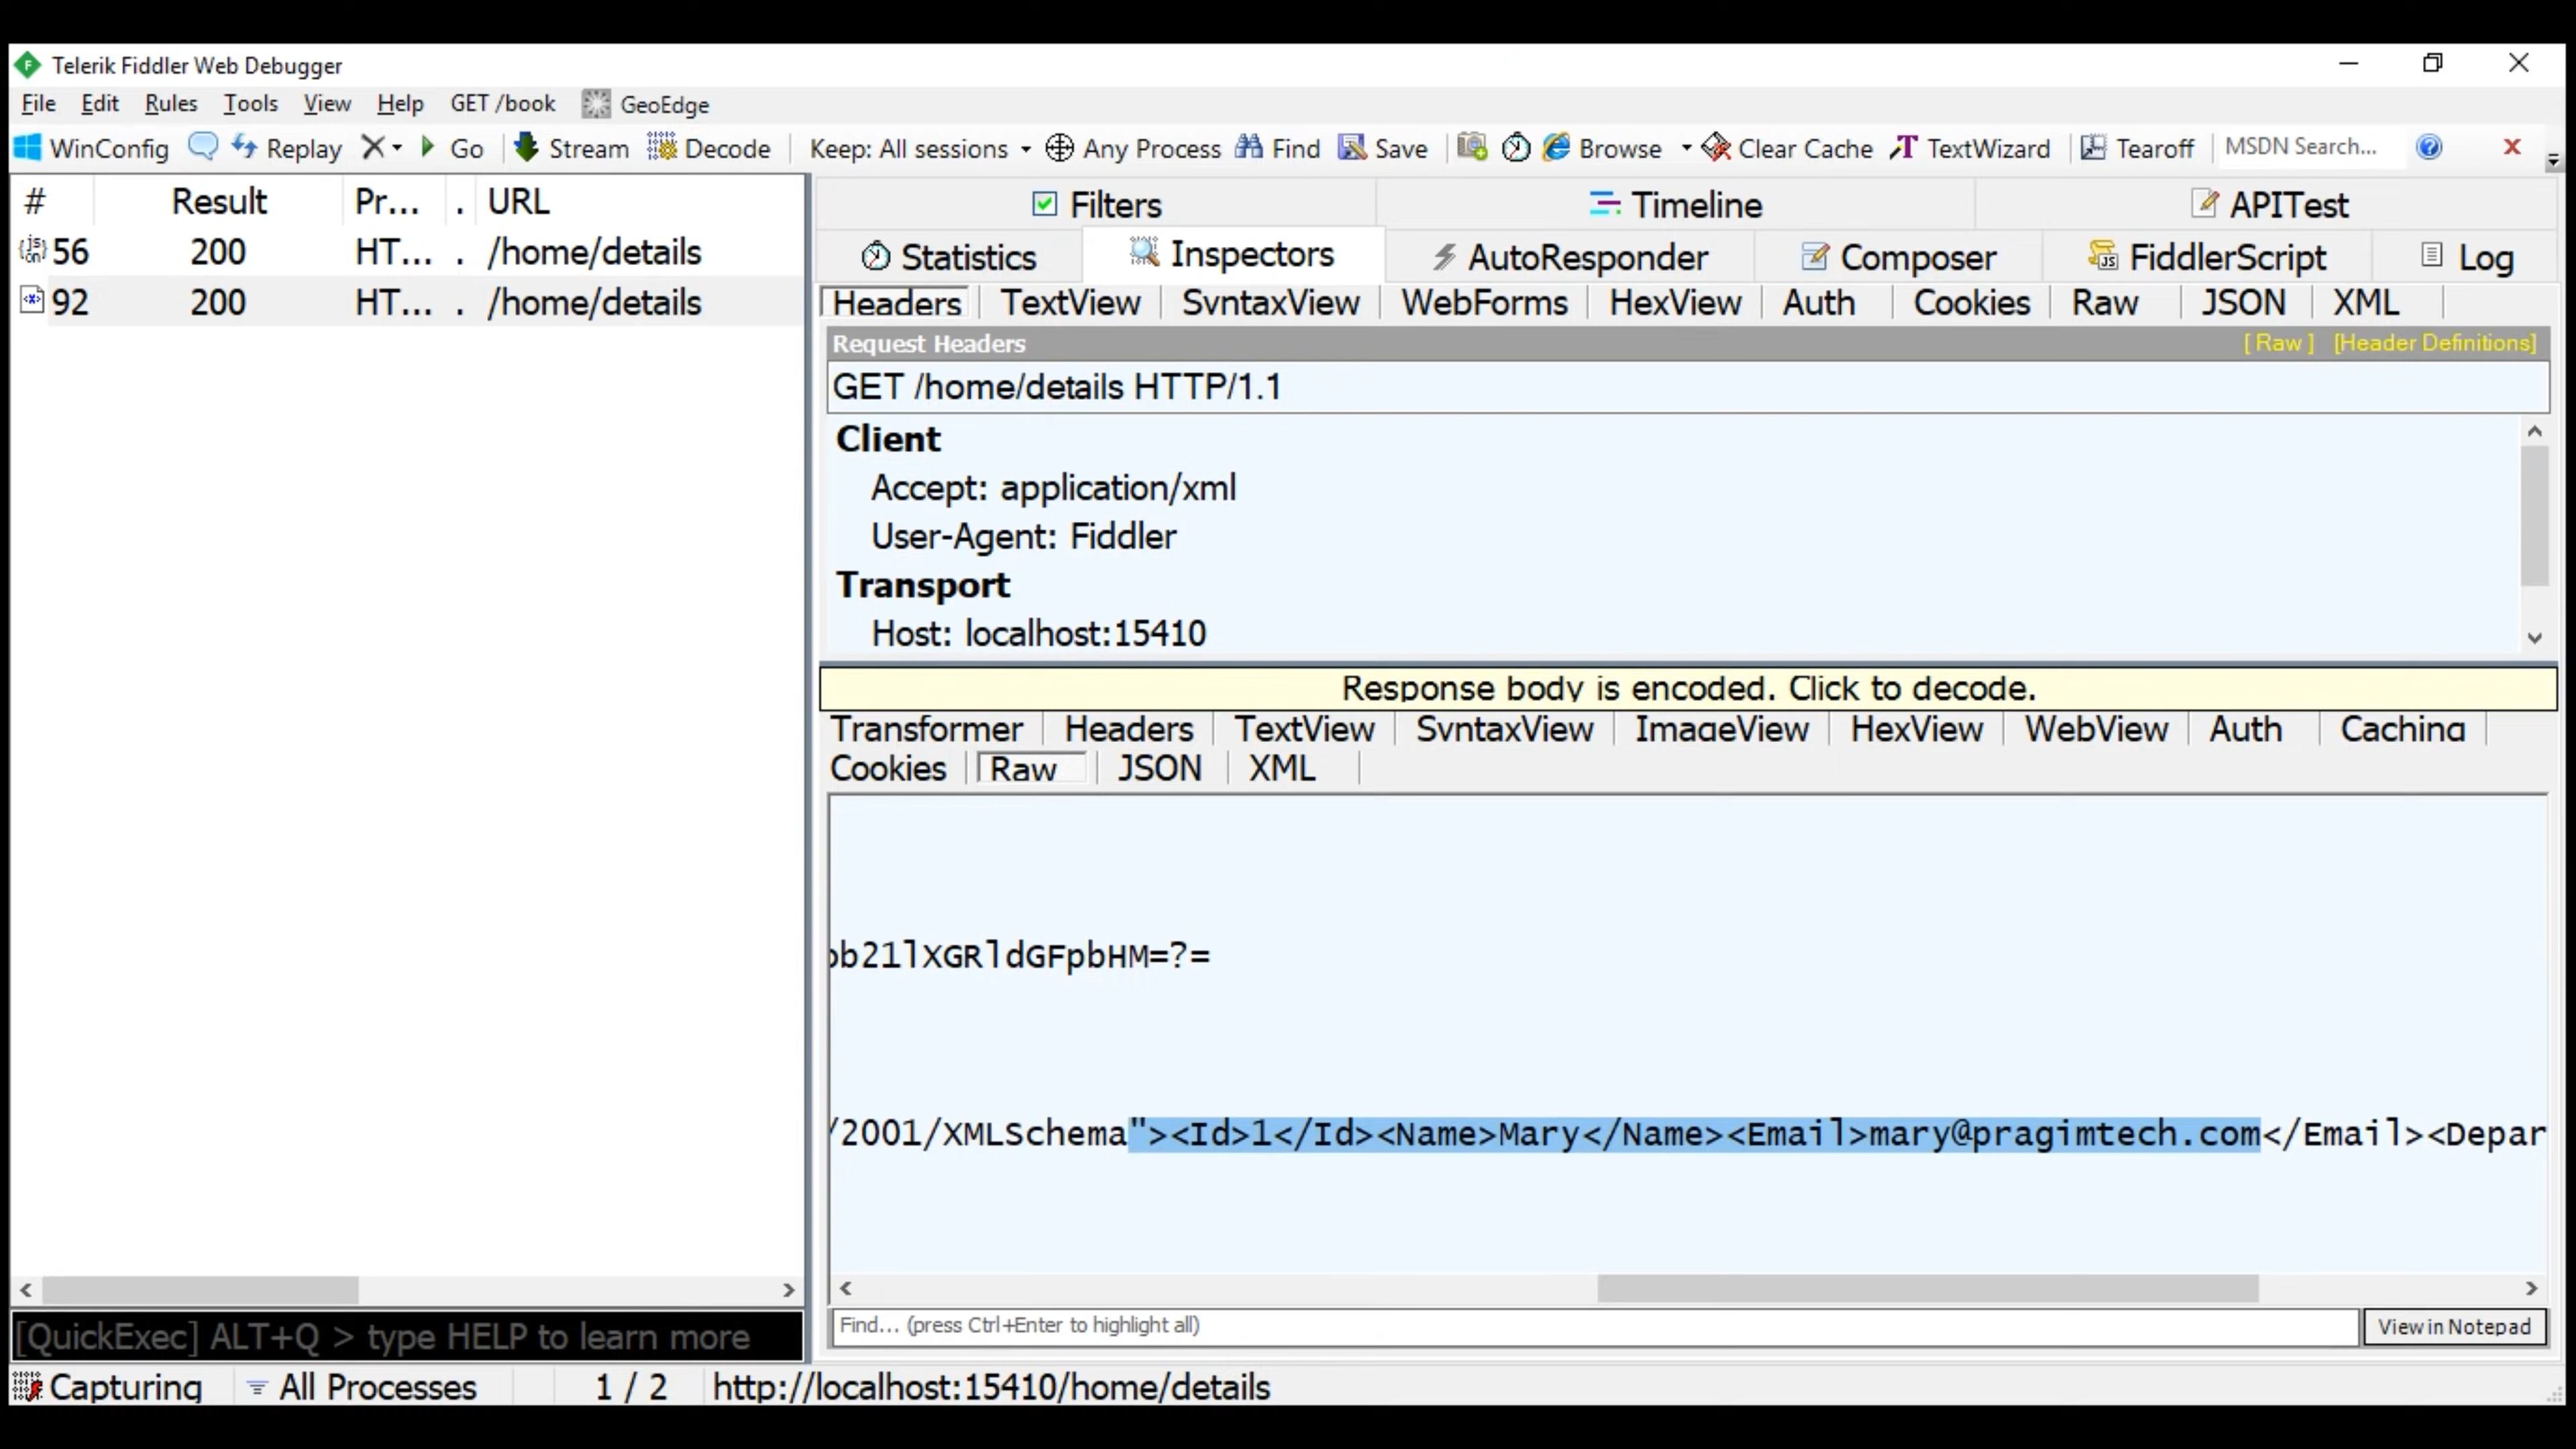 Telerik Fiddler Web Debugger
File Edit Rules Tools View Help GET /book GeoEdge
WinConfig Replay Go Stream Decode Keep: All sessions Any Process Find Save Browse Clear Cache TextWizard Tearoff MSDN Search...
# Result Pr... . URL
56 200 HT... . /home/details
92 200 HT... . /home/details
Filters Timeline APITest
Statistics Inspectors AutoResponder Composer FiddlerScript Log
Headers TextView SyntaxView WebForms HexView Auth Cookies Raw JSON XML
Request Headers [ Raw ] [Header Definitions]
GET /home/details HTTP/1.1
Client
Accept: application/xml
User-Agent: Fiddler
Transport
Host: localhost:15410
Response body is encoded. Click to decode.
Transformer Headers TextView SyntaxView ImageView HexView WebView Auth Caching
Cookies Raw JSON XML
ob21lXGRldGFpbHM=?=
/2001/XMLSchema"><Id>1</Id><Name>Mary</Name><Email>mary@pragimtech.com</Email><Depar
Find... (press Ctrl+Enter to highlight all) View in Notepad
[QuickExec] ALT+Q > type HELP to learn more
Capturing All Processes 1 / 2 http://localhost:15410/home/details